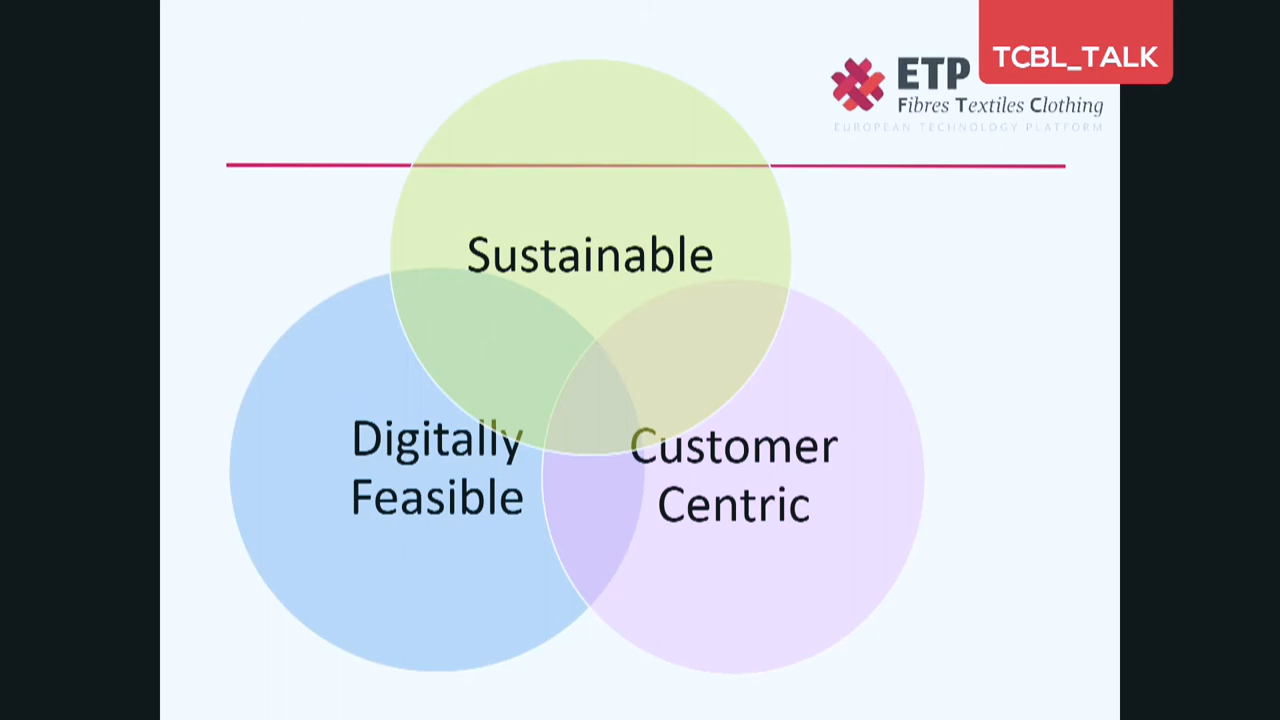 TCBL_TALK
ETP
Fibres Textiles Clothing
EUROPEAN TECHNOLOGY PLATFORM
Sustainable
Digitally
Feasible
Customer
Centric